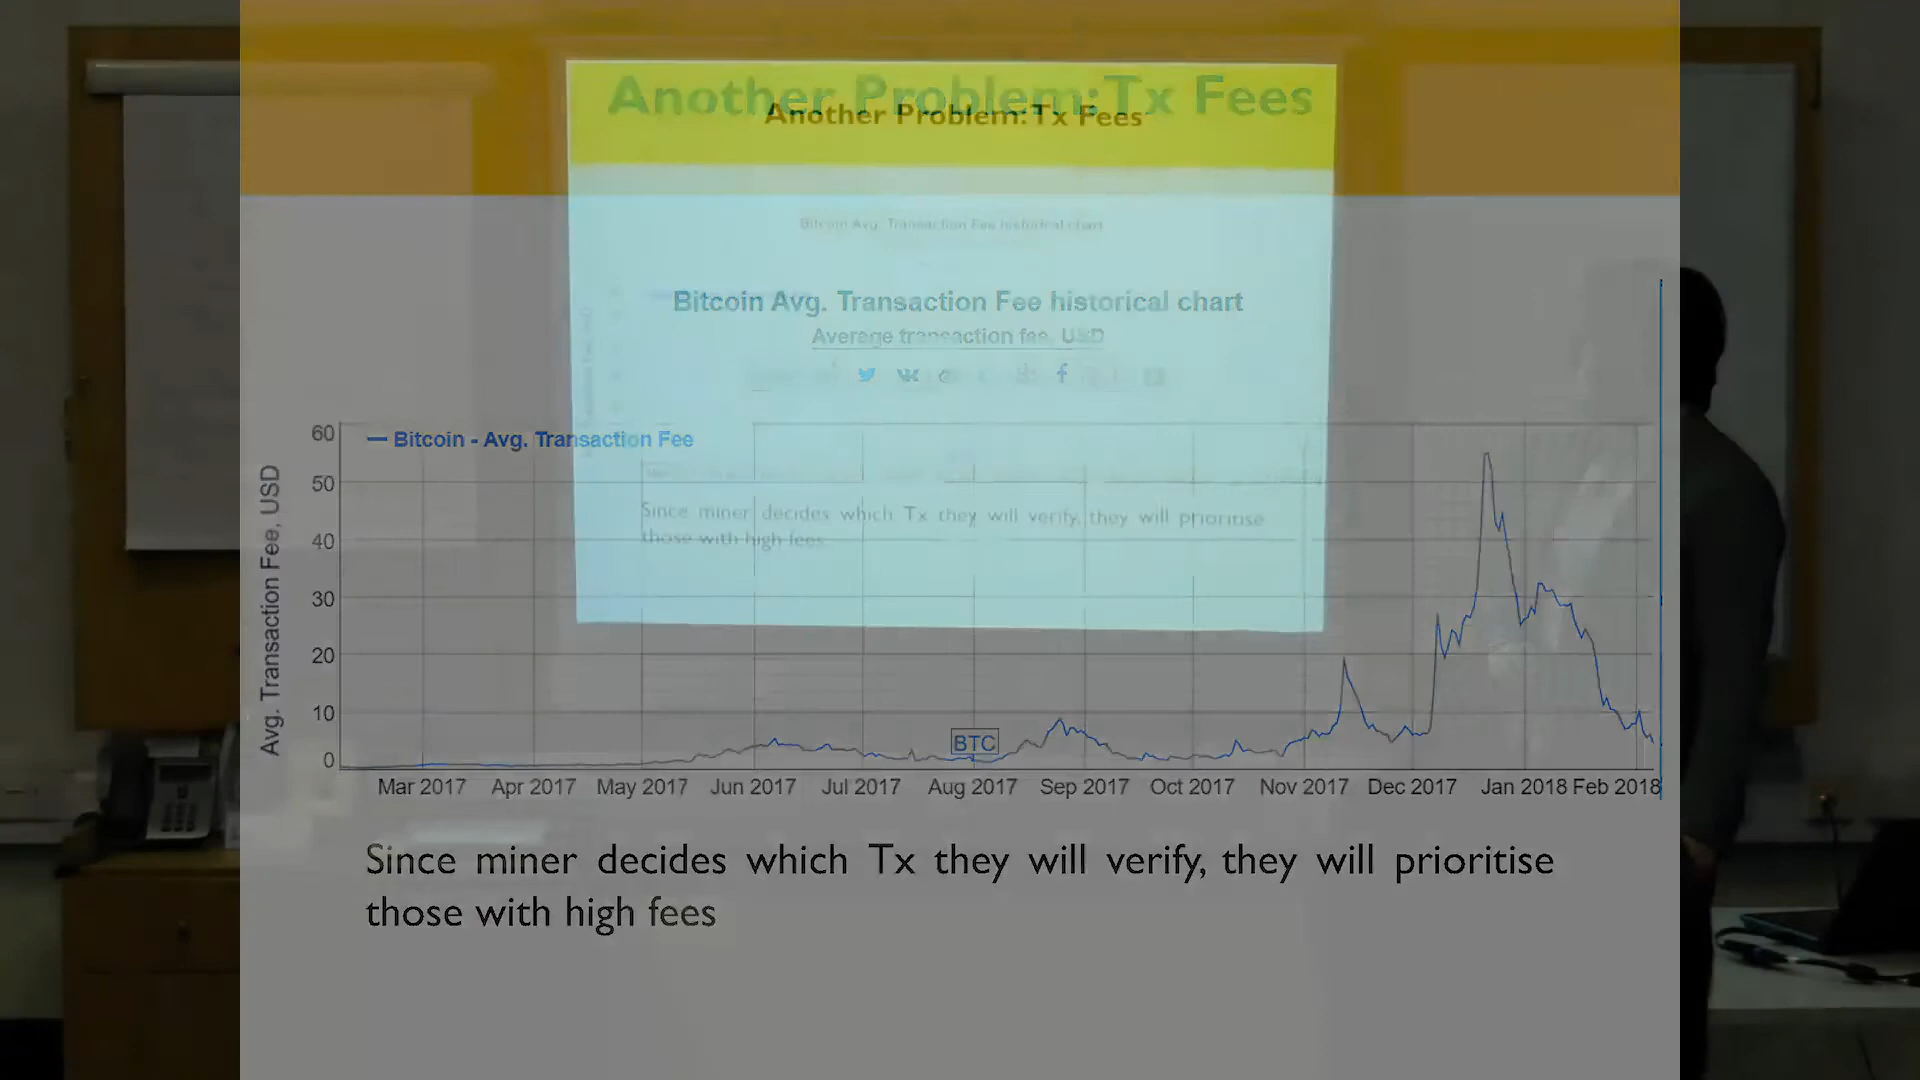 Another Problem: Tx Fees
Another Problem: Tx Fees
Bitcoin Avg. Transaction Fee historical chart
Bitcoin Avg. Transaction Fee historical chart
Average transaction fee, USD
Bitcoin - Avg. Transaction Fee
Avg. Transaction Fee, USD
60
50
40
30
20
10
0
BTC
Mar 2017 Apr 2017 May 2017 Jun 2017 Jul 2017 Aug 2017 Sep 2017 Oct 2017 Nov 2017 Dec 2017 Jan 2018 Feb 2018
Since miner decides which Tx they will verify, they will prioritise
those with high fees
Since miner decides which Tx they will verify, they will prioritise
those with high fees